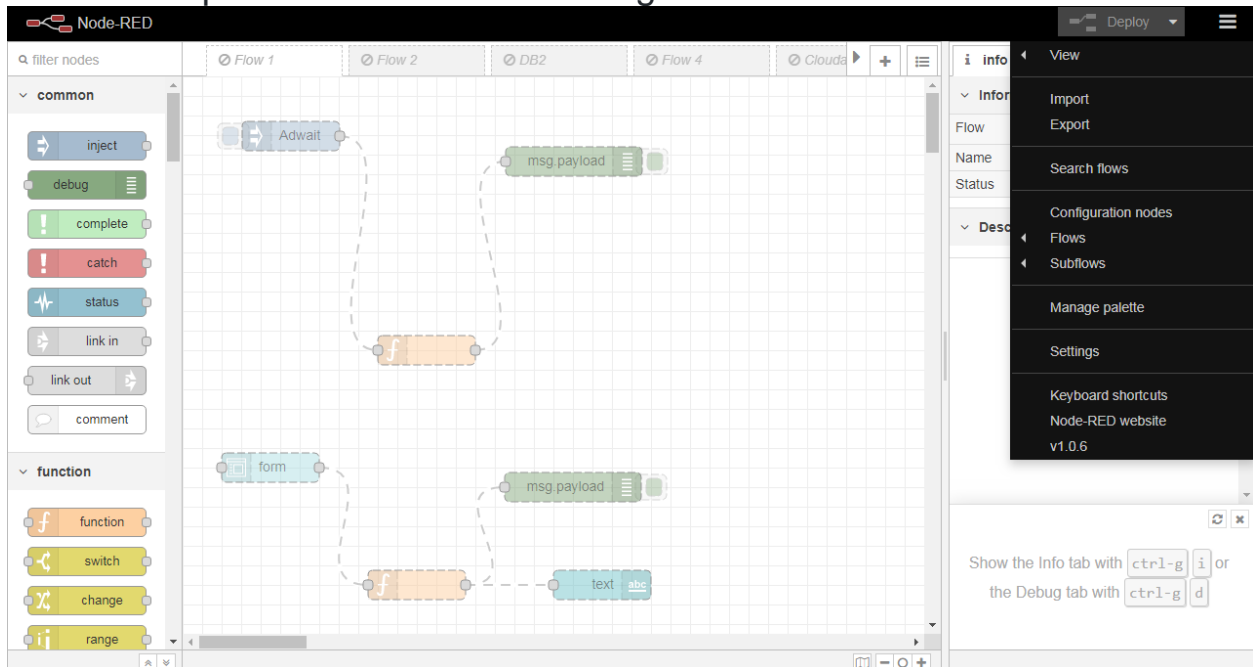 Node-RED
Deploy
filter nodes
Flow 1
Flow 2
DB2
Flow 4
Clouda
i info
View
common
Infor
Import
Flow
Export
inject
Adwait
msg.payload
Name
Search flows
debug
Status
complete
Configuration nodes
Desc
Flows
catch
Subflows
status
Manage palette
link in
Settings
link out
Keyboard shortcuts
comment
Node-RED website
v1.0.6
function
form
msg.payload
function
switch
Show the Info tab with ctrl-g i or
text abc
the Debug tab with ctrl-g d
change
range